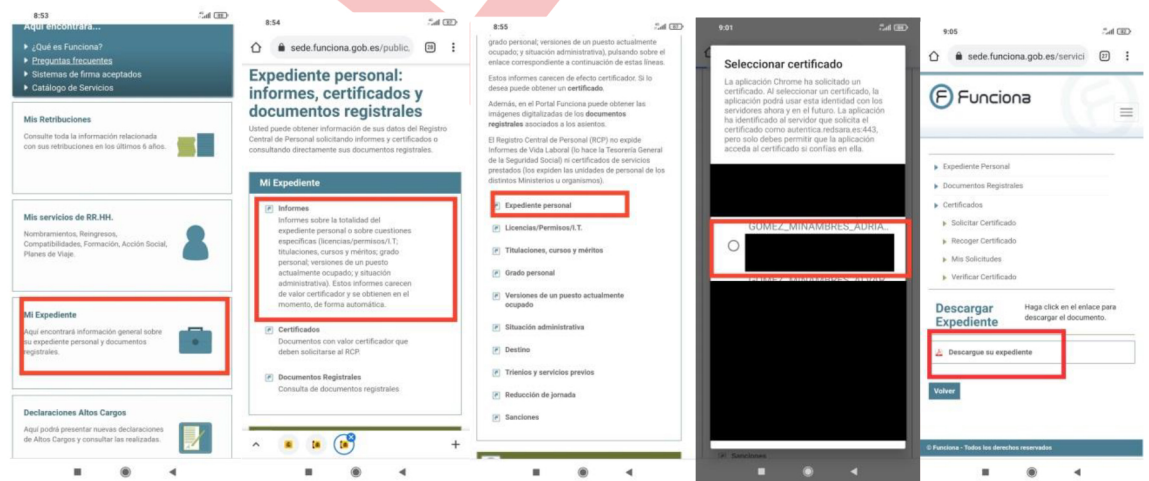 8:53
Aquí encontrará...
¿Qué es Funciona?
Preguntas frecuentes
Sistemas de firma aceptados
Catálogo de Servicios
Mis Retribuciones
Consulte toda la información relacionada
con sus retribuciones en los últimos 6 años.
Mis servicios de RR.HH.
Nombramientos, Reingresos,
Compatibilidades, Formación, Acción Social,
Planes de Viaje.
Mi Expediente
Aquí encontrará información general sobre
su expediente personal y documentos
registrales.
Declaraciones Altos Cargos
Aquí podrá presentar nuevas declaraciones
de Altos Cargos y consultar las realizadas.
8:54
sede.funciona.gob.es/public.
Expediente personal:
informes, certificados y
documentos registrales
Usted puede obtener información de sus datos del Registro
Central de Personal solicitando informes y certificados o
consultando directamente sus documentos registrales.
Mi Expediente
Informes
Informes sobre la totalidad del
expediente personal o sobre cuestiones
específicas (licencias/permisos/I.T;
titulaciones, cursos y méritos; grado
personal; versiones de un puesto
actualmente ocupado; y situación
administrativa). Estos informes carecen
de valor certificador y se obtienen en el
momento, de forma automática.
Certificados
Documentos con valor certificador que
deben solicitarse al RCP.
Documentos Registrales
Consulta de documentos registrales
8:55
grado personal; versiones de un puesto actualmente
ocupado; y situación administrativa), pulsando sobre el
enlace correspondiente a continuación de estas líneas.
Estos informes carecen de efecto certificador. Si lo
desea puede obtener un certificado.
Además, en el Portal Funciona puede obtener las
imágenes digitalizadas de los documentos
registrales asociados a los asientos.
El Registro Central de Personal (RCP) no expide
Informes de Vida Laboral (lo hace la Tesorería General
de la Seguridad Social) ni certificados de servicios
prestados (los expiden las unidades de personal de los
distintos Ministerios u organismos).
Expediente personal
Licencias/Permisos/I.T.
Titulaciones, cursos y méritos
Grado personal
Versiones de un puesto actualmente
ocupado
Situación administrativa
Destino
Trienios y servicios previos
Reducción de jornada
Sanciones
9:01
Seleccionar certificado
La aplicación Chrome ha solicitado un
certificado. Al seleccionar un certificado, la
aplicación podrá usar esta identidad con los
servidores ahora y en el futuro. La aplicación
ha identificado al servidor que solicita el
certificado como autentica.redsara.es:443,
pero solo debes permitir que la aplicación
acceda al certificado si confías en ella.
GOMEZ_MINAMBRES_ADRIA..
Sanciones
9:05
sede.funciona.gob.es/servici
Funciona
Expediente Personal
Documentos Registrales
Certificados
Solicitar Certificado
Recoger Certificado
Mis Solicitudes
Verificar Certificado
Descargar
Expediente
Haga click en el enlace para
descargar el documento.
Descargue su expediente
Volver
© Funciona - Todos los derechos reservados